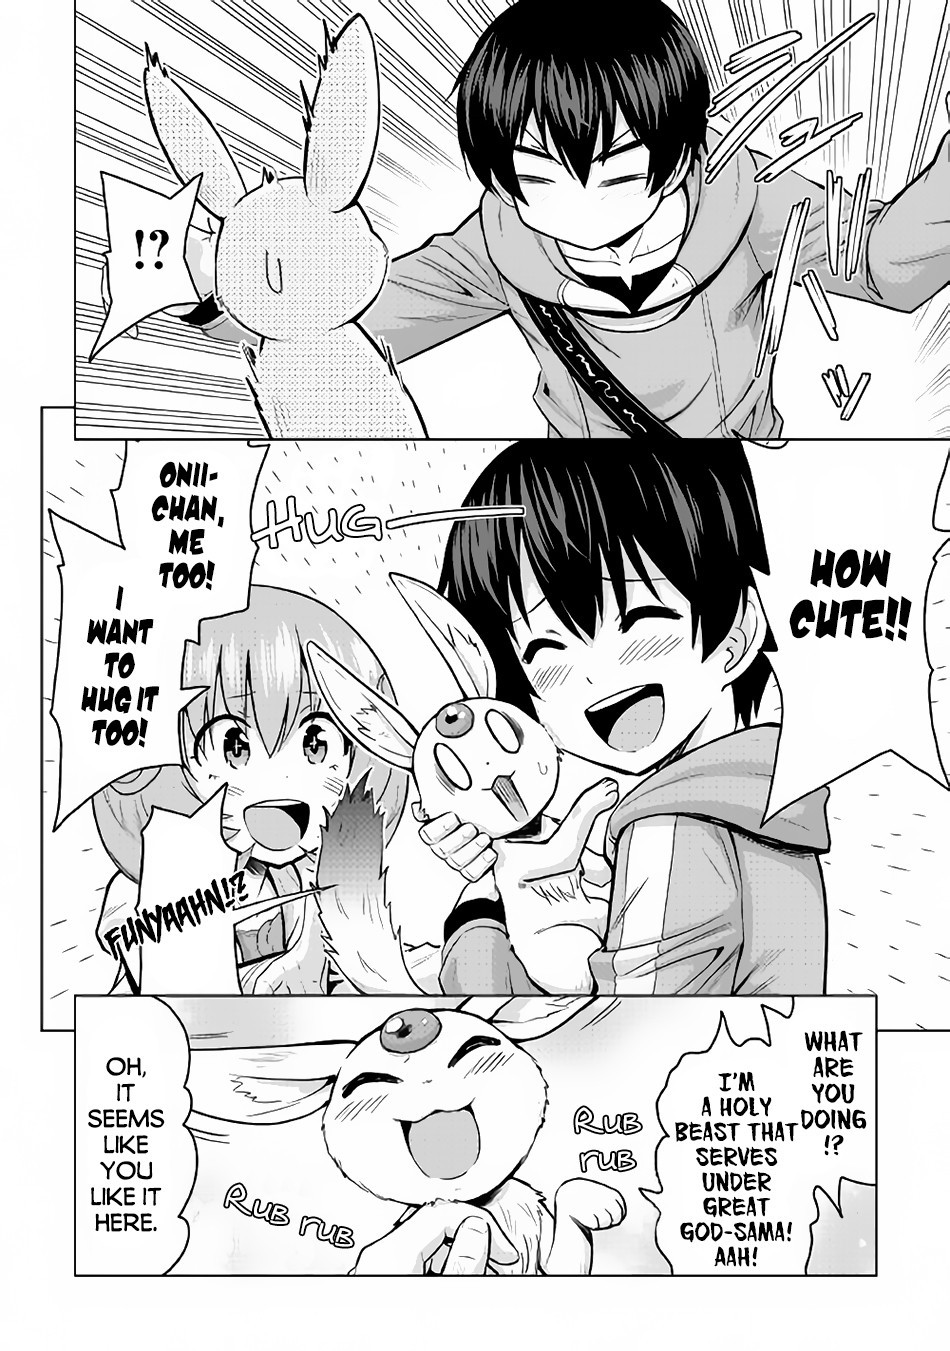 !?
HOW
CUTE!!
HUG
ONII-
CHAN,
ME
TOO!
I
WANT
TO
HUG IT
TOO!
FUNYAAHN!?
WHAT
ARE
YOU
DOING
!?
I'M
A HOLY
BEAST THAT
SERVES
UNDER
GREAT
GOD-SAMA!
AAH!
RUB
RUB
RUB RUB
OH,
IT
SEEMS
LIKE
YOU
LIKE IT
HERE.